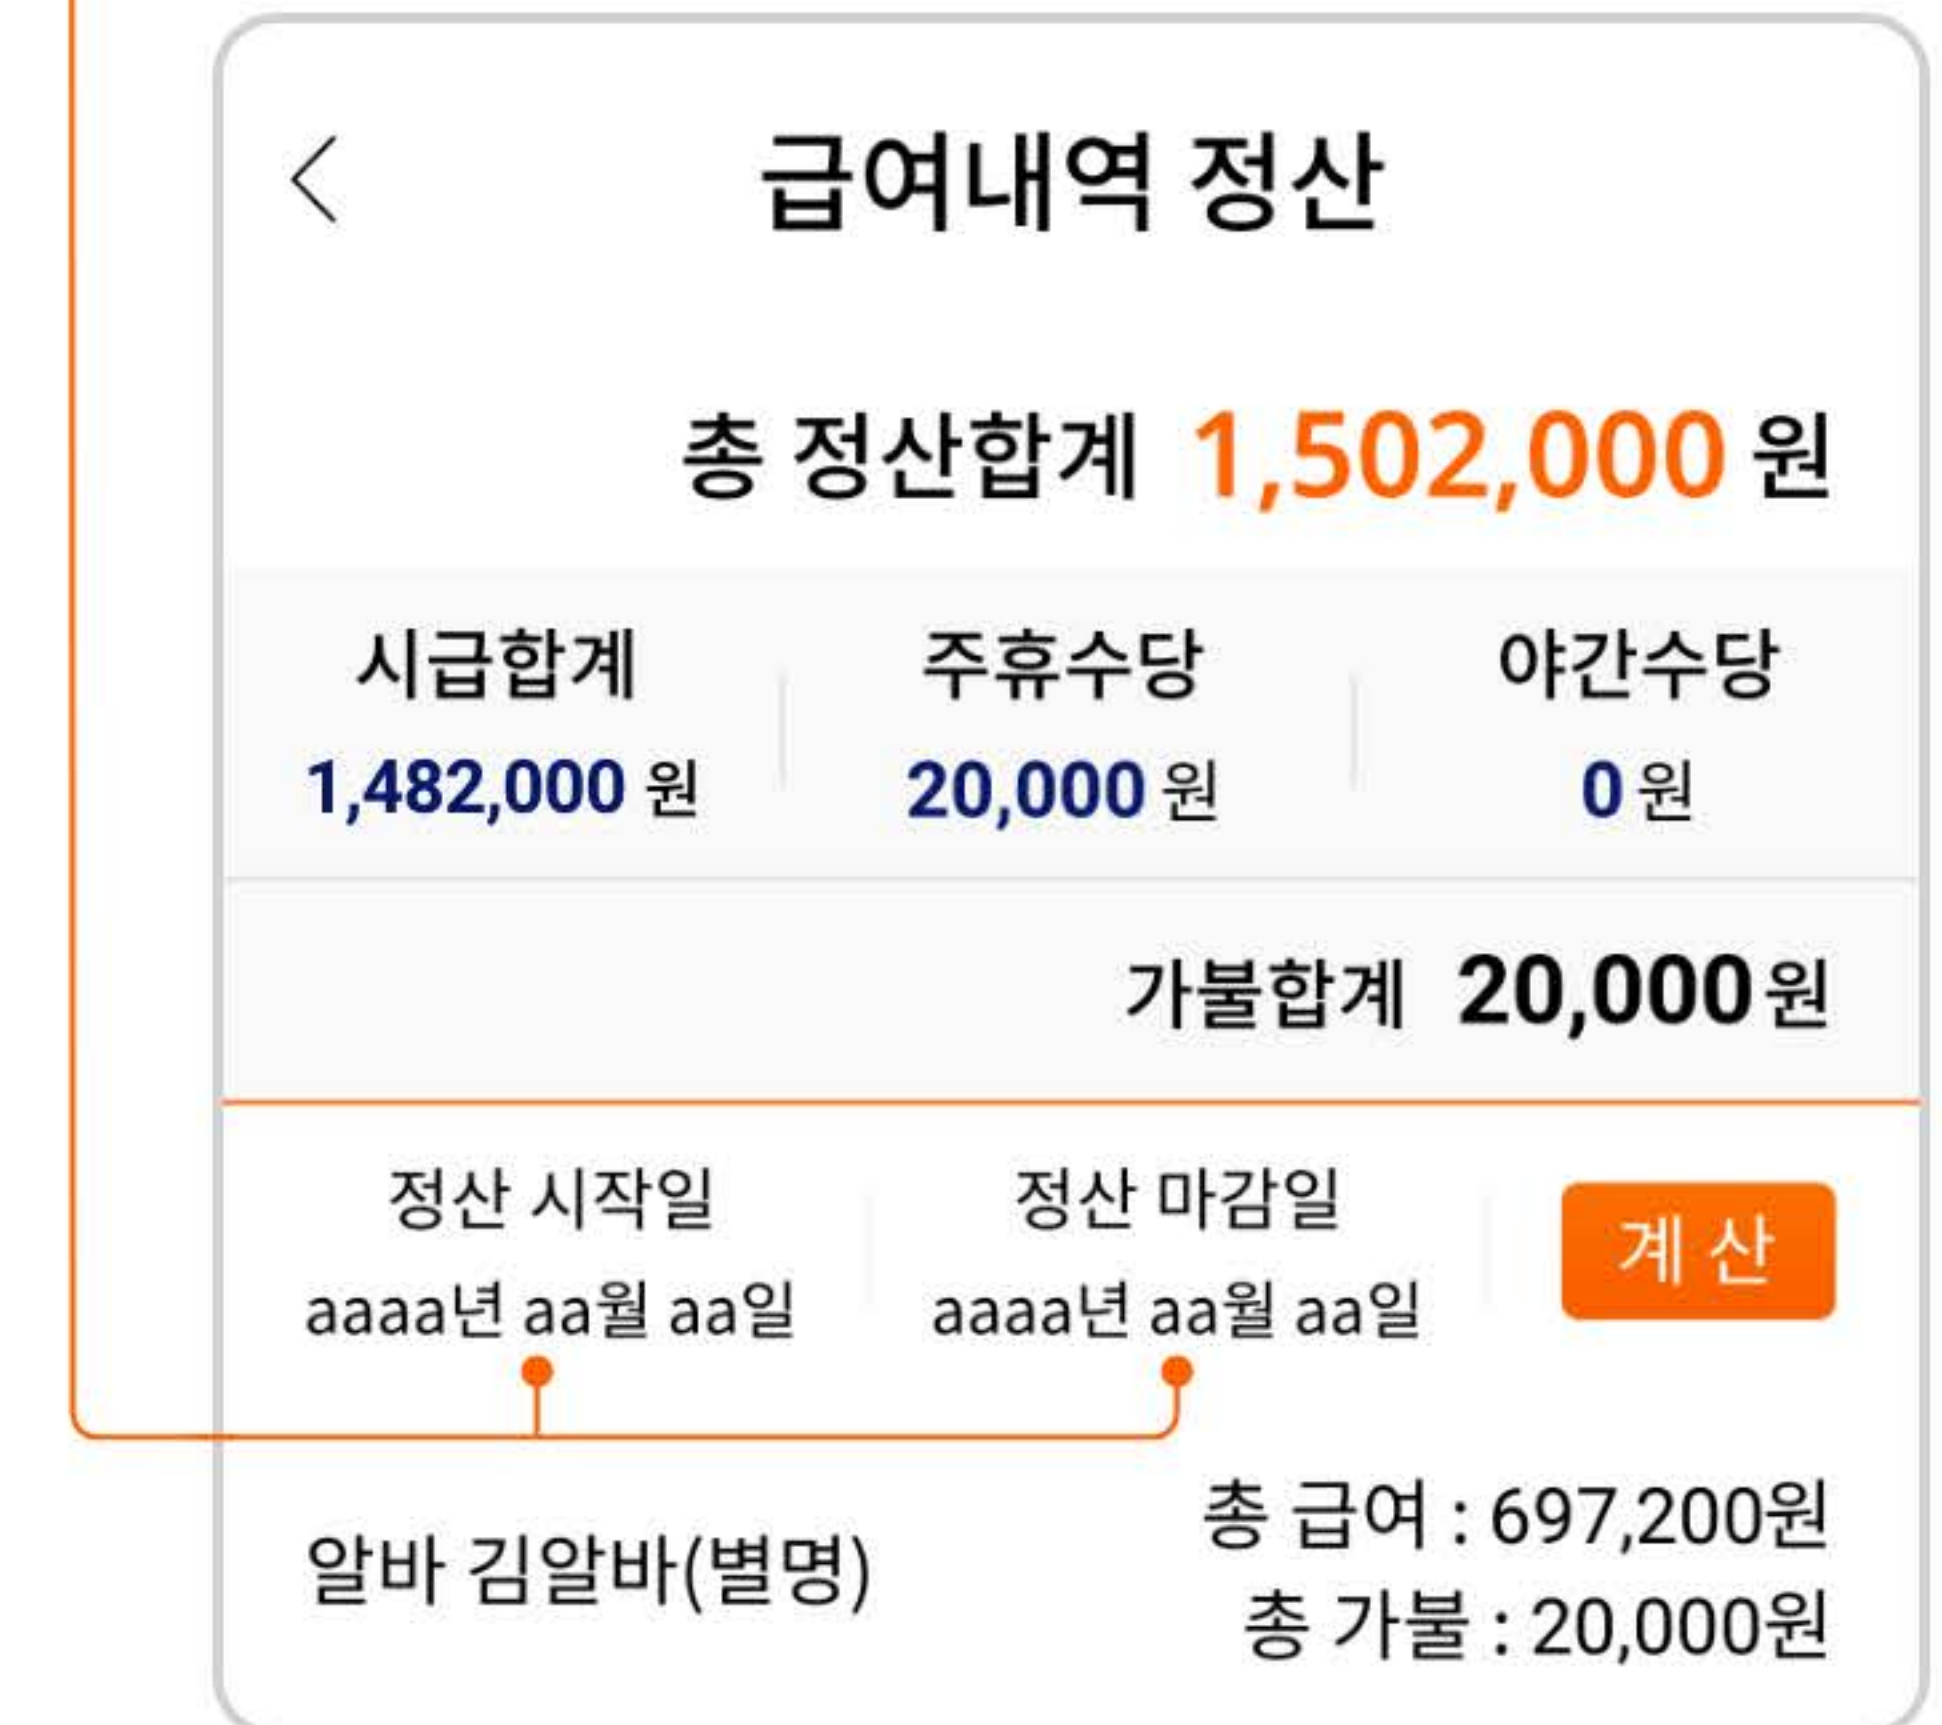 급여내역 정산
총 정산합계 1,502,000 원
시급합계 주휴수당 야간수당
1,482,000 원 20,000 원 0 원
가불합계 20,000 원
정산 시작일 정산 마감일
계 산
aaaa년 aa월 aa일 aaaa년 aa월 aa일
총 급여 : 697,200원
알바 김알바(별명)
총 가불 : 20,000원